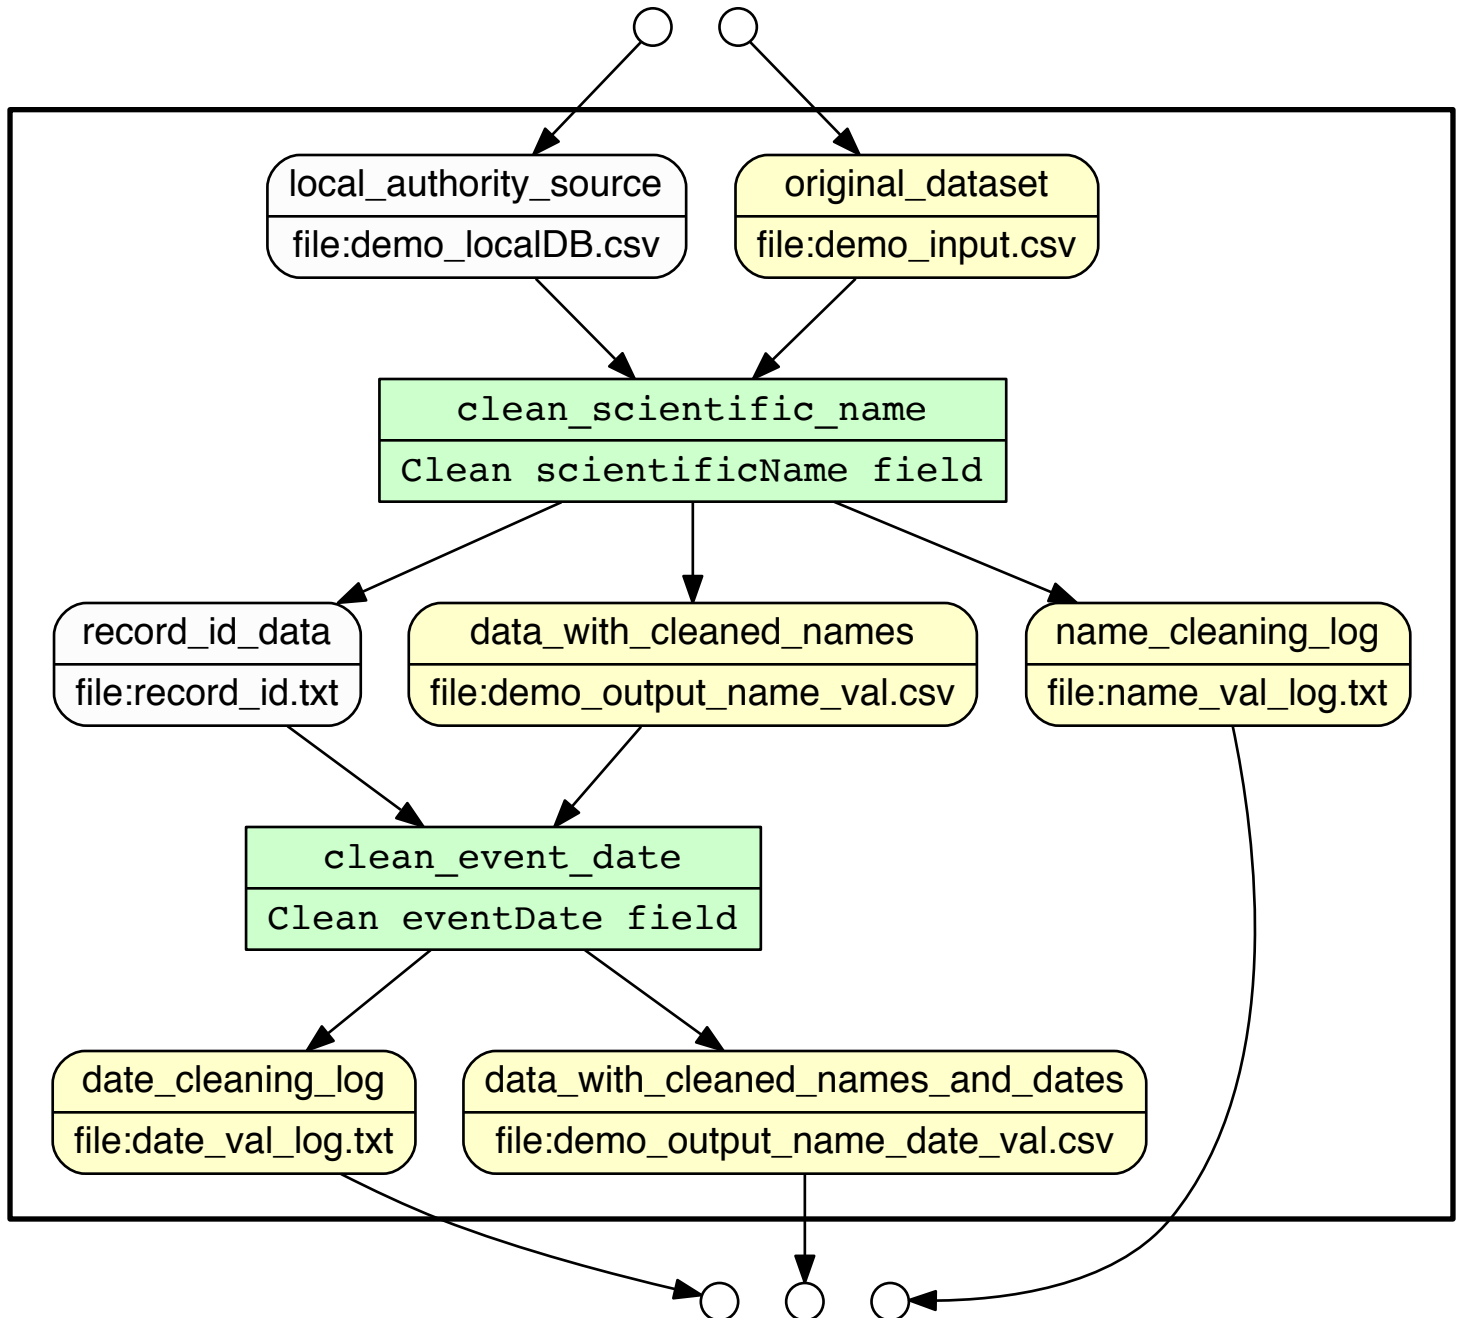 local_authority_source
file:demo_localDB.csv
original_dataset
file:demo_input.csv
clean_scientific_name
Clean scientificName field
record_id_data
file:record_id.txt
data_with_cleaned_names
file:demo_output_name_val.csv
name_cleaning_log
file:name_val_log.txt
clean_event_date
Clean eventDate field
date_cleaning_log
file:date_val_log.txt
data_with_cleaned_names_and_dates
file:demo_output_name_date_val.csv